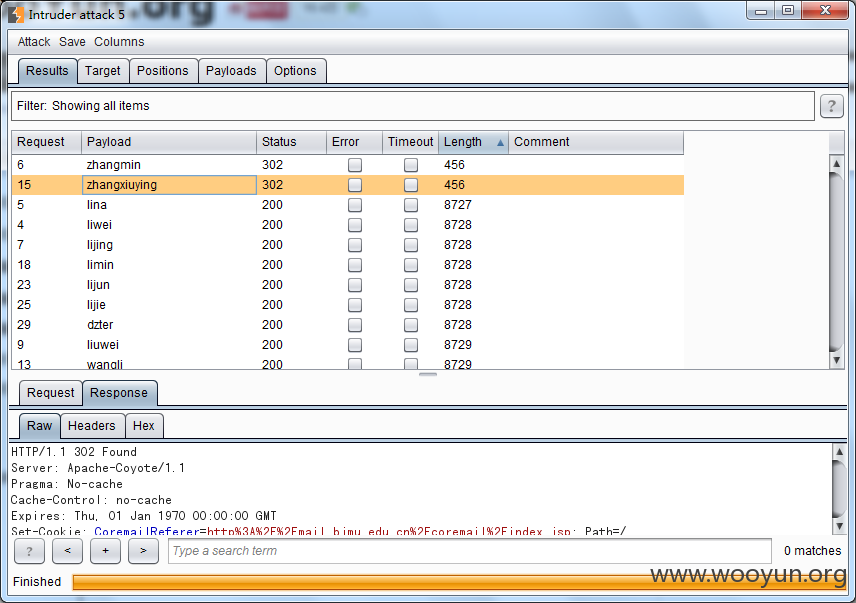 Intruder attack 5
Attack Save Columns
Results Target Positions Payloads Options
Filter: Showing all items ?
Request Payload Status Error Timeout Length Comment
6 zhangmin 302 456
15 zhangxiuying 302 456
5 lina 200 8727
4 liwei 200 8728
7 lijing 200 8728
18 limin 200 8728
23 lijun 200 8728
25 lijie 200 8728
29 dzter 200 8728
9 liuwei 200 8729
13 wangli 200 8729
Request Response
Raw Headers Hex
HTTP/1.1 302 Found
Server: Apache-Coyote/1.1
Pragma: No-cache
Cache-Control: no-cache
Expires: Thu, 01 Jan 1970 00:00:00 GMT
Set-Cookie: CoremailReferer=http%3A%2F%2Fmail.bjmu.edu.cn%2Fcoremail%2Findex.jsp; Path=/
? < + > Type a search term 0 matches
Finished
www.wooyun.org